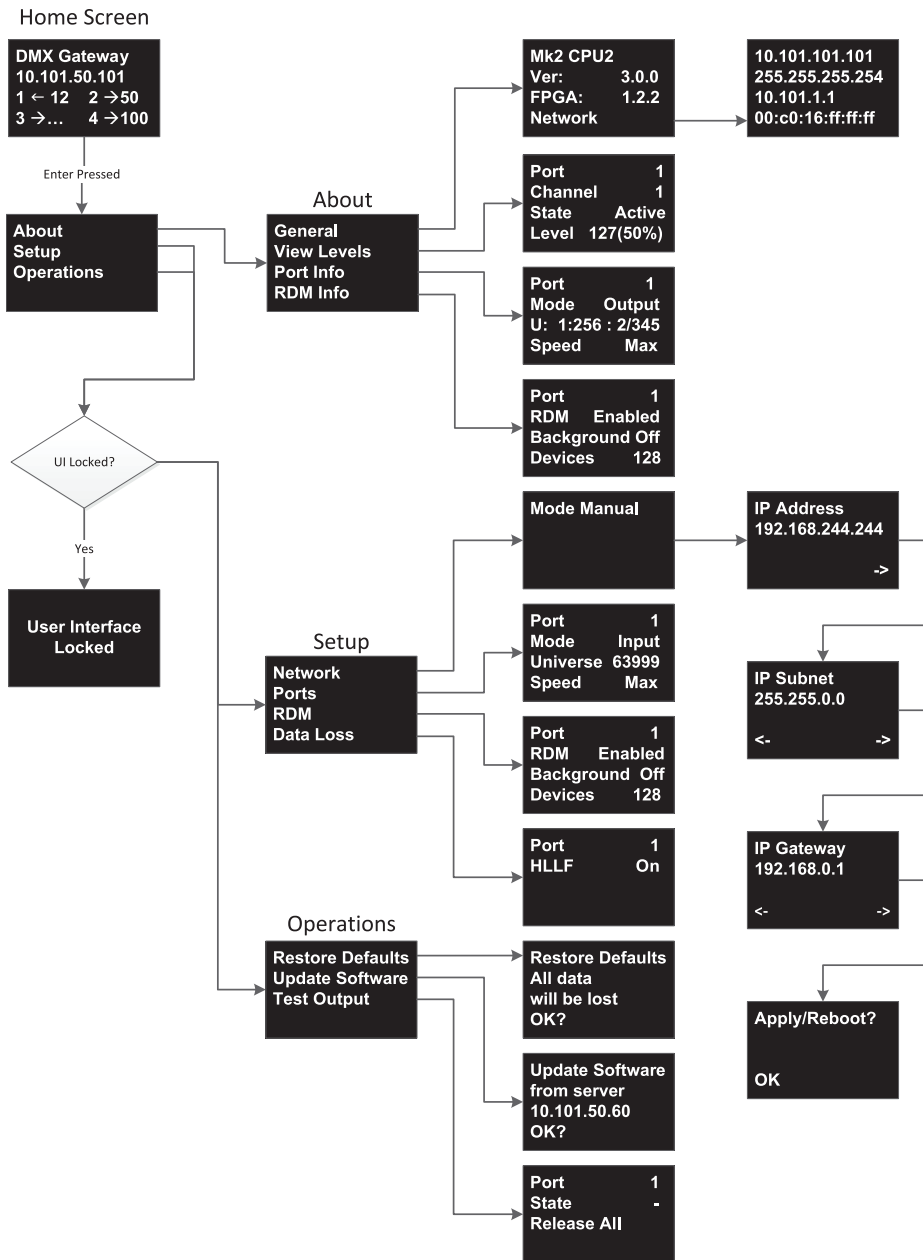 Home Screen
DMX Gateway
10.101.50.101
1 ← 12 2 →50
3 →... 4 →100
Enter Pressed
About
Setup
Operations
UI Locked?
Yes
User Interface
Locked
About
General
View Levels
Port Info
RDM Info
Mk2 CPU2
Ver: 3.0.0
FPGA: 1.2.2
Network
10.101.101.101
255.255.255.254
10.101.1.1
00:c0:16:ff:ff:ff
Port 1
Channel 1
State Active
Level 127(50%)
Port 1
Mode Output
U: 1:256 : 2/345
Speed Max
Port 1
RDM Enabled
Background Off
Devices 128
Setup
Network
Ports
RDM
Data Loss
Mode Manual
IP Address
192.168.244.244
->
IP Subnet
255.255.0.0
<- ->
IP Gateway
192.168.0.1
<- ->
Apply/Reboot?
OK
Port 1
Mode Input
Universe 63999
Speed Max
Port 1
RDM Enabled
Background Off
Devices 128
Port 1
HLLF On
Operations
Restore Defaults
Update Software
Test Output
Restore Defaults
All data
will be lost
OK?
Update Software
from server
10.101.50.60
OK?
Port 1
State -
Release All